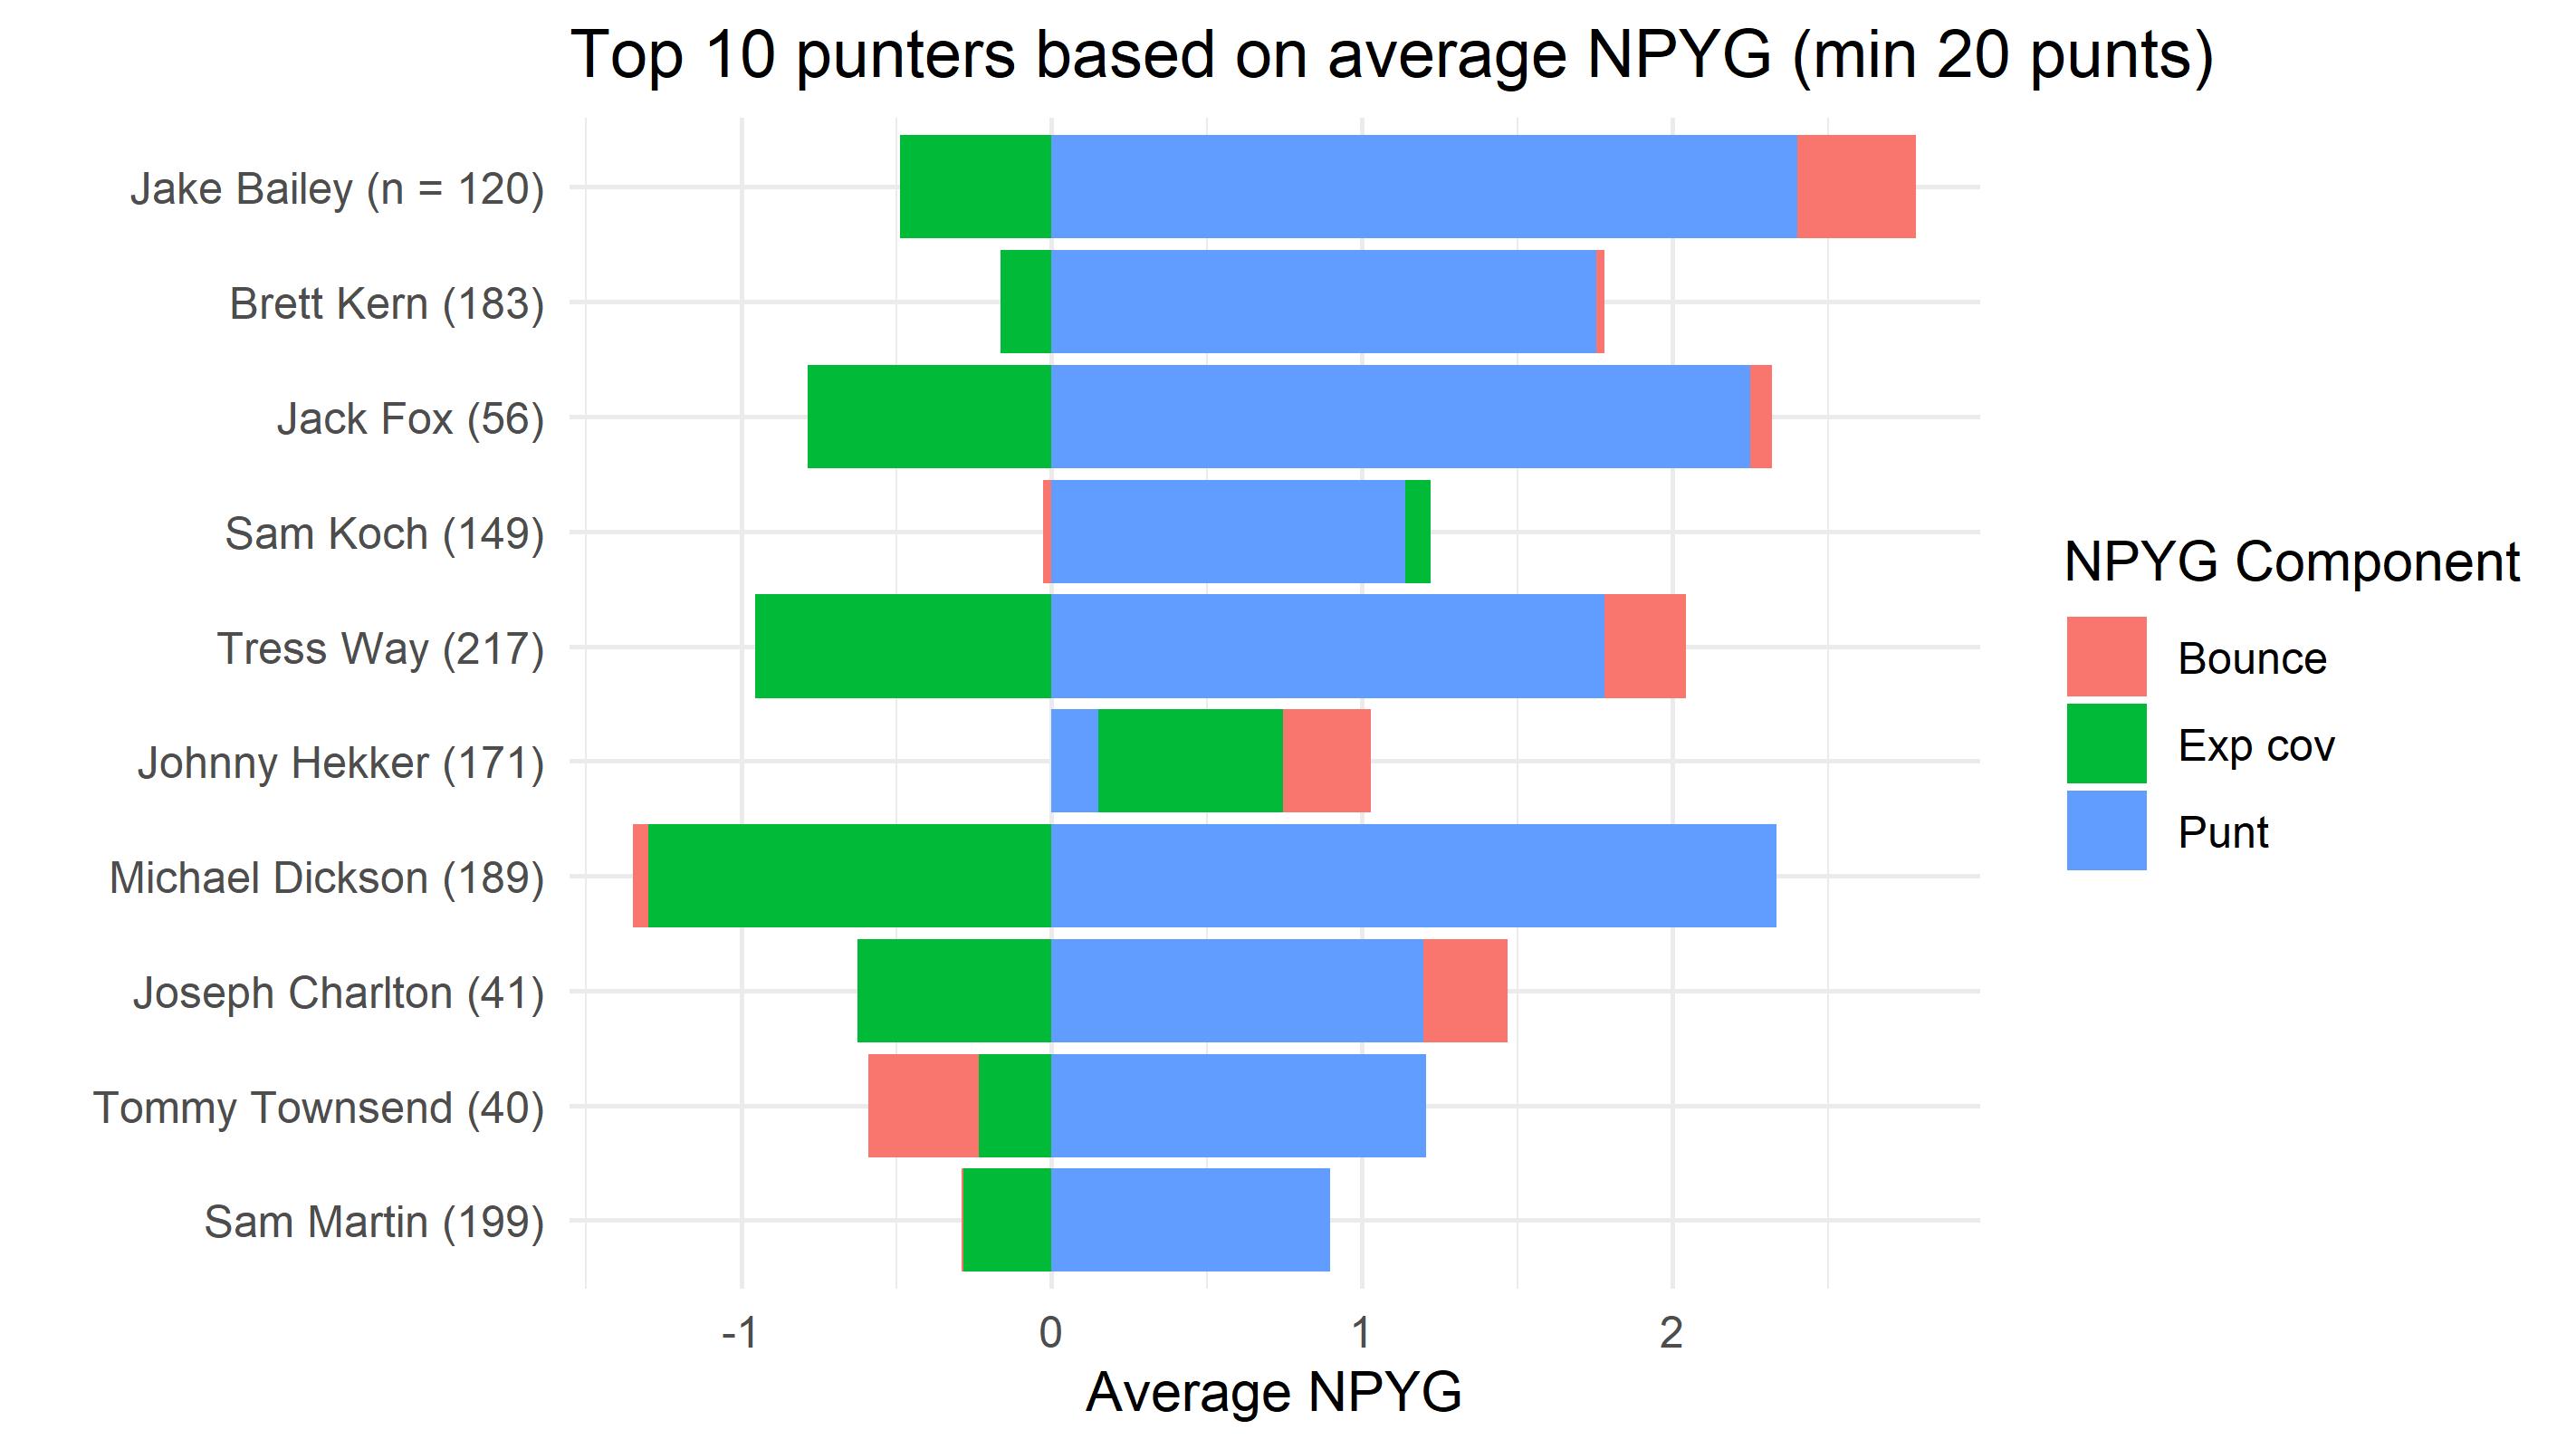 Top 10 punters based on average NPYG (min 20 punts)
Jake Bailey (n = 120)
Brett Kern (183)
Jack Fox (56)
Sam Koch (149)
Tress Way (217)
Johnny Hekker (171)
Michael Dickson (189)
Joseph Charlton (41)
Tommy Townsend (40)
Sam Martin (199)
-1 0 1 2
Average NPYG
NPYG Component
Bounce
Exp cov
Punt